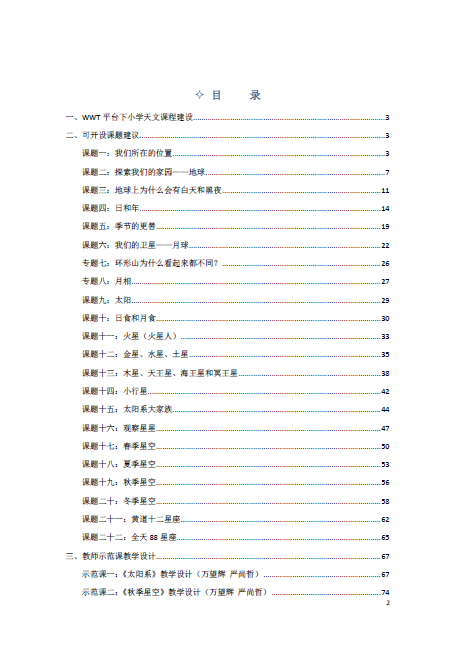 ✧ 目 录
一、WWT 平台下小学天文课程建设........3
二、可开设课题建议........3
课题一：我们所在的位置........3
课题二：探索我们的家园——地球........7
课题三：地球上为什么会有白天和黑夜........11
课题四：日和年........14
课题五：季节的更替........19
课题六：我们的卫星——月球........22
专题七：环形山为什么看起来都不同？........26
专题八：月相........27
课题九：太阳........29
课题十：日食和月食........30
课题十一：火星（火星人）........33
课题十二：金星、水星、土星........35
课题十三：木星、天王星、海王星和冥王星........38
课题十四：小行星........42
课题十五：太阳系大家族........44
课题十六：观察星星........47
课题十七：春季星空........50
课题十八：夏季星空........53
课题十九：秋季星空........56
课题二十：冬季星空........58
课题二十一：黄道十二星座........62
课题二十二：全天 88 星座........65
三、教师示范课教学设计........67
示范课一：《太阳系》教学设计（万望辉 严尚哲）........67
示范课二：《秋季星空》教学设计（万望辉 严尚哲）........74
2